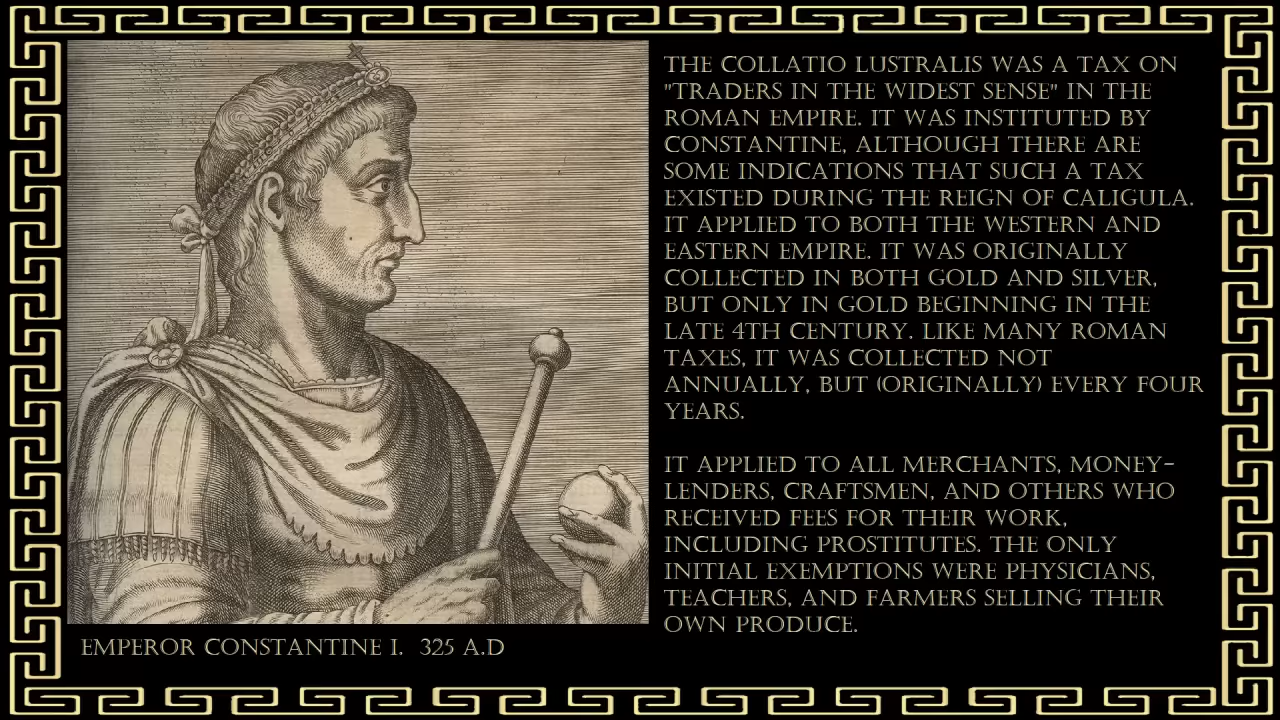 THE COLLATIO LUSTRALIS WAS A TAX ON
"TRADERS IN THE WIDEST SENSE" IN THE
ROMAN EMPIRE. IT WAS INSTITUTED BY
CONSTANTINE, ALTHOUGH THERE ARE
SOME INDICATIONS THAT SUCH A TAX
EXISTED DURING THE REIGN OF CALIGULA.
IT APPLIED TO BOTH THE WESTERN AND
EASTERN EMPIRE. IT WAS ORIGINALLY
COLLECTED IN BOTH GOLD AND SILVER,
BUT ONLY IN GOLD BEGINNING IN THE
LATE 4TH CENTURY. LIKE MANY ROMAN
TAXES, IT WAS COLLECTED NOT
ANNUALLY, BUT (ORIGINALLY) EVERY FOUR
YEARS.
IT APPLIED TO ALL MERCHANTS, MONEY-
LENDERS, CRAFTSMEN, AND OTHERS WHO
RECEIVED FEES FOR THEIR WORK,
INCLUDING PROSTITUTES. THE ONLY
INITIAL EXEMPTIONS WERE PHYSICIANS,
TEACHERS, AND FARMERS SELLING THEIR
OWN PRODUCE.
EMPEROR CONSTANTINE I. 325 A.D